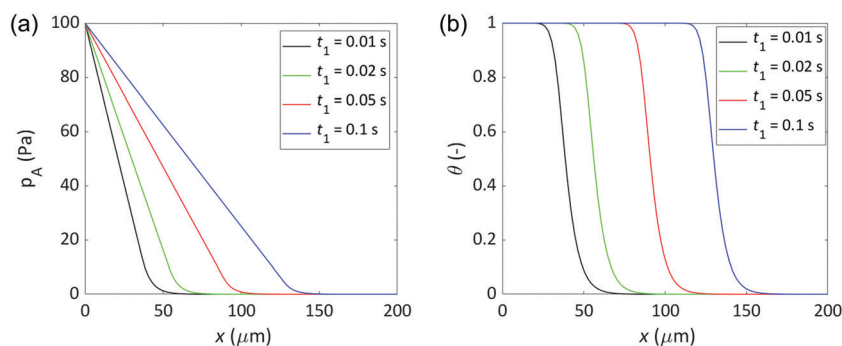 (a)
100
80
60
40
20
0
p_A (Pa)
0 50 100 150 200
x (μm)
t_1 = 0.01 s
t_1 = 0.02 s
t_1 = 0.05 s
t_1 = 0.1 s
(b)
1
0.8
0.6
0.4
0.2
0
θ (-)
0 50 100 150 200
x (μm)
t_1 = 0.01 s
t_1 = 0.02 s
t_1 = 0.05 s
t_1 = 0.1 s